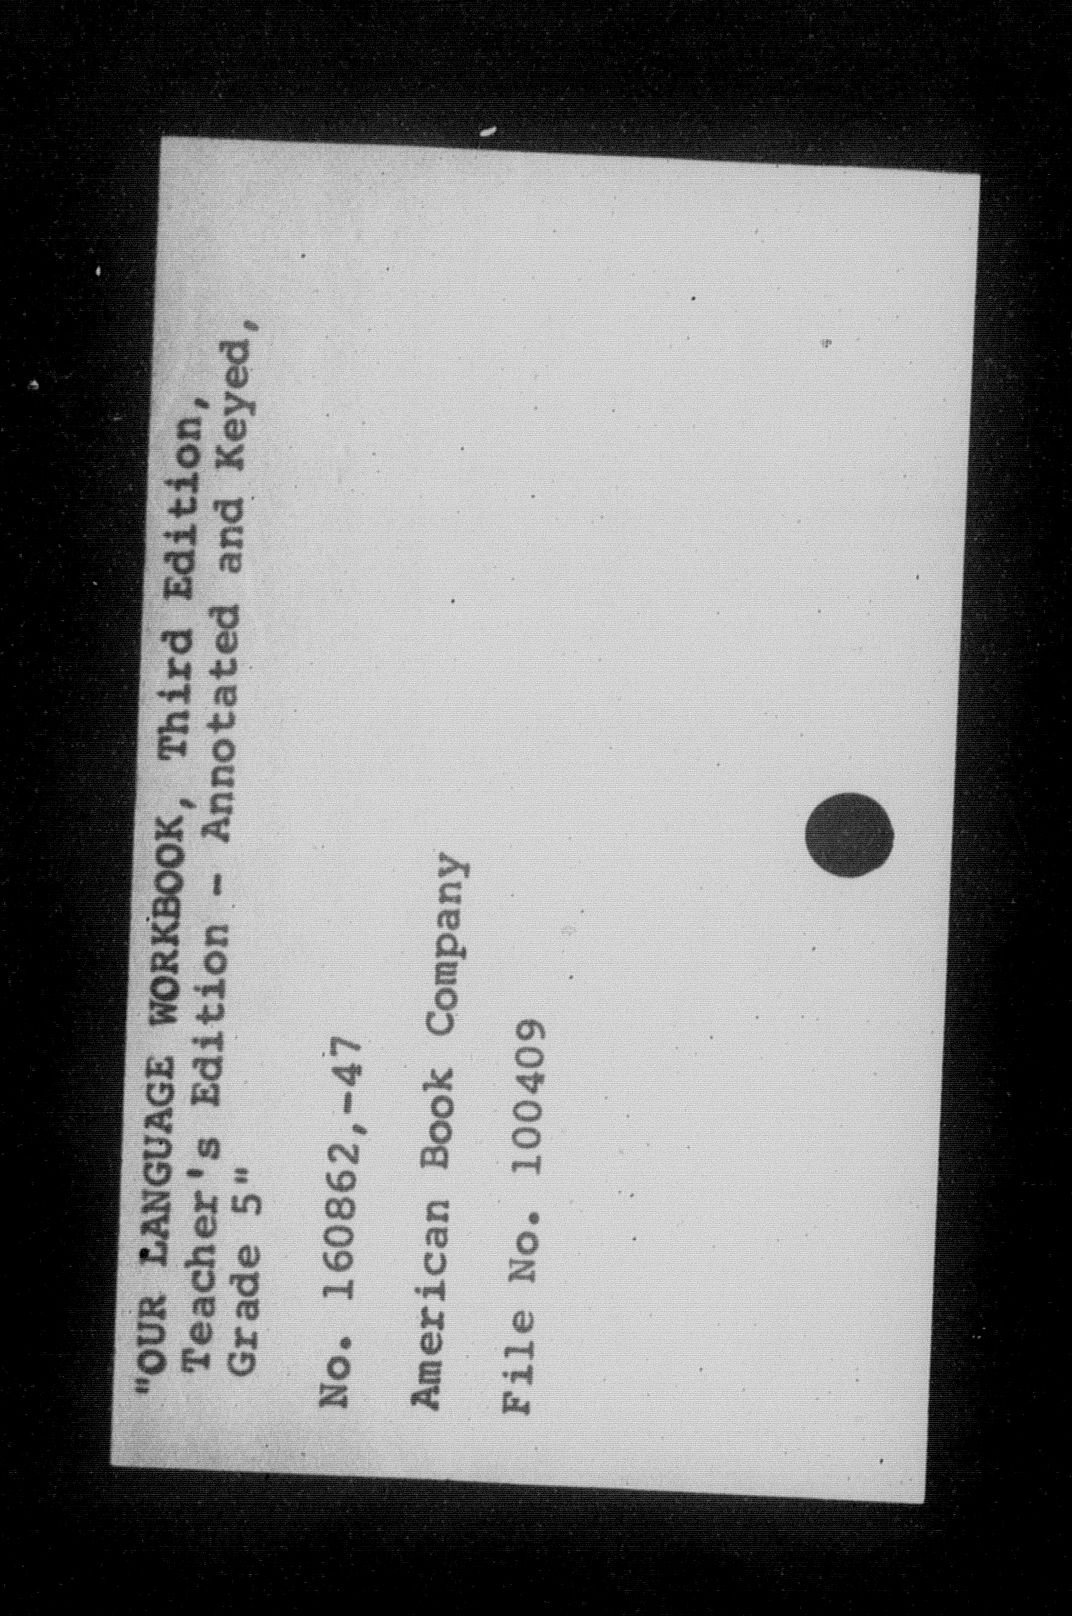 "OUR LANGUAGE WORKBOOK, Third Edition,
Teacher's Edition - Annotated and Keyed,
Grade 5"
No. 160862,-47
American Book Company
File No. 100409